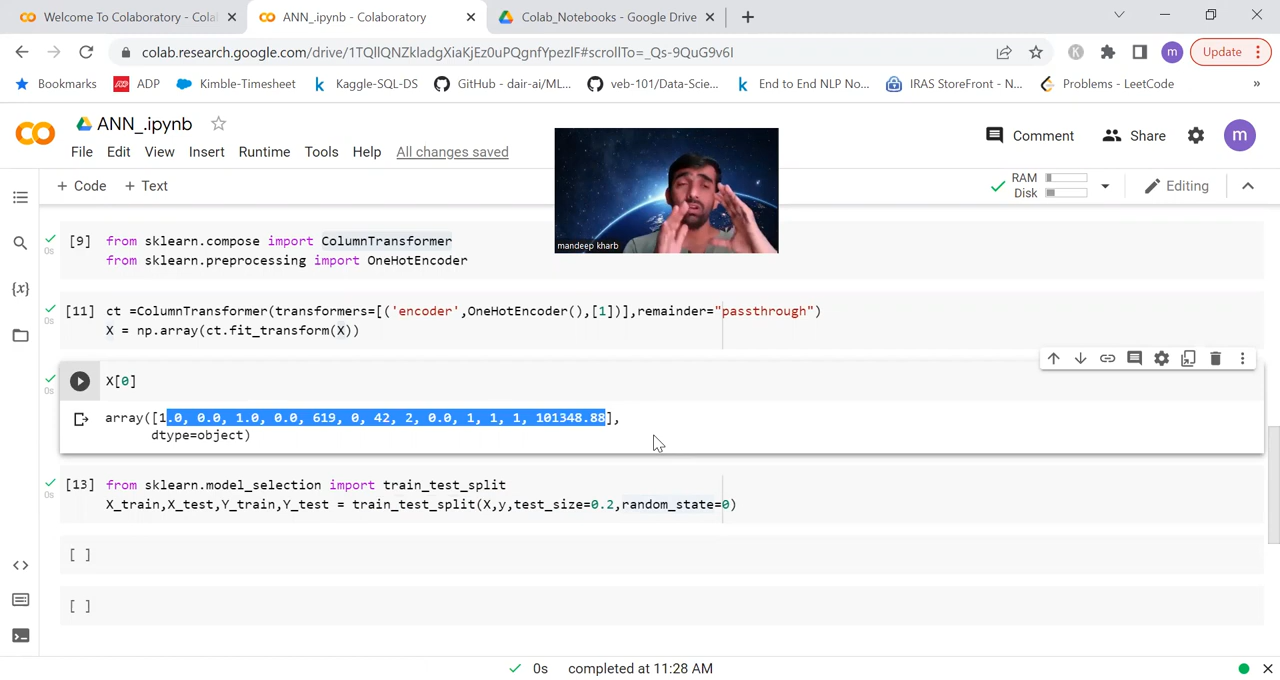 Welcome To Colaboratory - Cola
ANN_.ipynb - Colaboratory
Colab_Notebooks - Google Drive
colab.research.google.com/drive/1TQIlQNZkladgXiaKjEz0uPQgnfYpezlF#scrollTo=_Qs-9QuG9v6I
K
m
Update
Bookmarks
ADP
Kimble-Timesheet
k
Kaggle-SQL-DS
GitHub - dair-ai/ML...
veb-101/Data-Scie...
k
End to End NLP No...
IRAS StoreFront - N...
Problems - LeetCode
»
ANN_.ipynb
Comment
Share
m
File Edit View Insert Runtime Tools Help All changes saved
+ Code + Text
RAM
Disk
Editing
mandeep kharb
[9] from sklearn.compose import ColumnTransformer
0s from sklearn.preprocessing import OneHotEncoder
{x}
[11] ct =ColumnTransformer(transformers=[('encoder',OneHotEncoder(),[1])],remainder="passthrough")
0s X = np.array(ct.fit_transform(X))
X[0]
0s
array([1.0, 0.0, 1.0, 0.0, 619, 0, 42, 2, 0.0, 1, 1, 1, 101348.88],
dtype=object)
[13] from sklearn.model_selection import train_test_split
0s X_train,X_test,Y_train,Y_test = train_test_split(X,y,test_size=0.2,random_state=0)
[ ]
<>
[ ]
0s completed at 11:28 AM